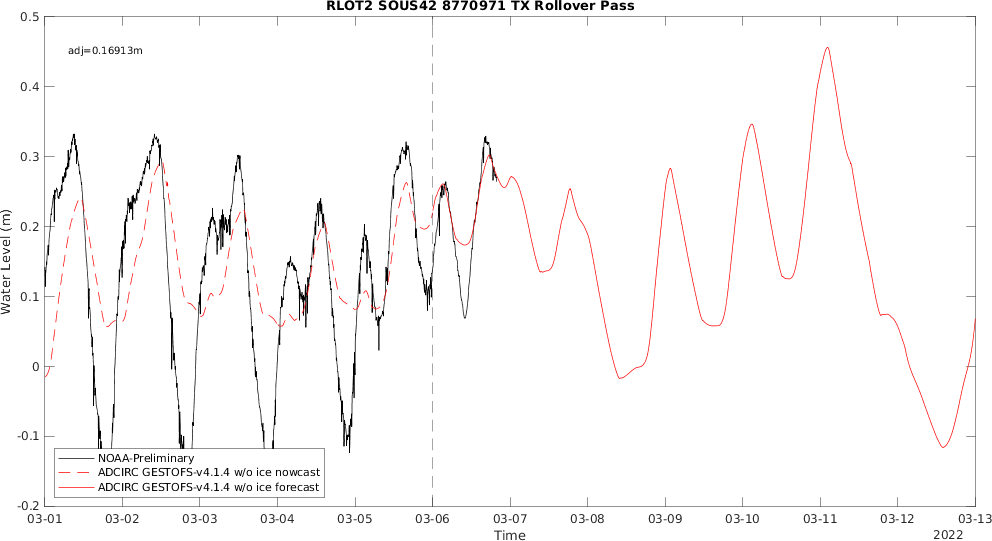 RLOT2 SOUS42 8770971 TX Rollover Pass
adj=0.16913m
0.5
0.4
0.3
0.2
0.1
0
-0.1
-0.2
Water Level (m)
NOAA-Preliminary
ADCIRC GESTOFS-v4.1.4 w/o ice nowcast
ADCIRC GESTOFS-v4.1.4 w/o ice forecast
03-01 03-02 03-03 03-04 03-05 03-06 03-07 03-08 03-09 03-10 03-11 03-12 03-13
Time
2022